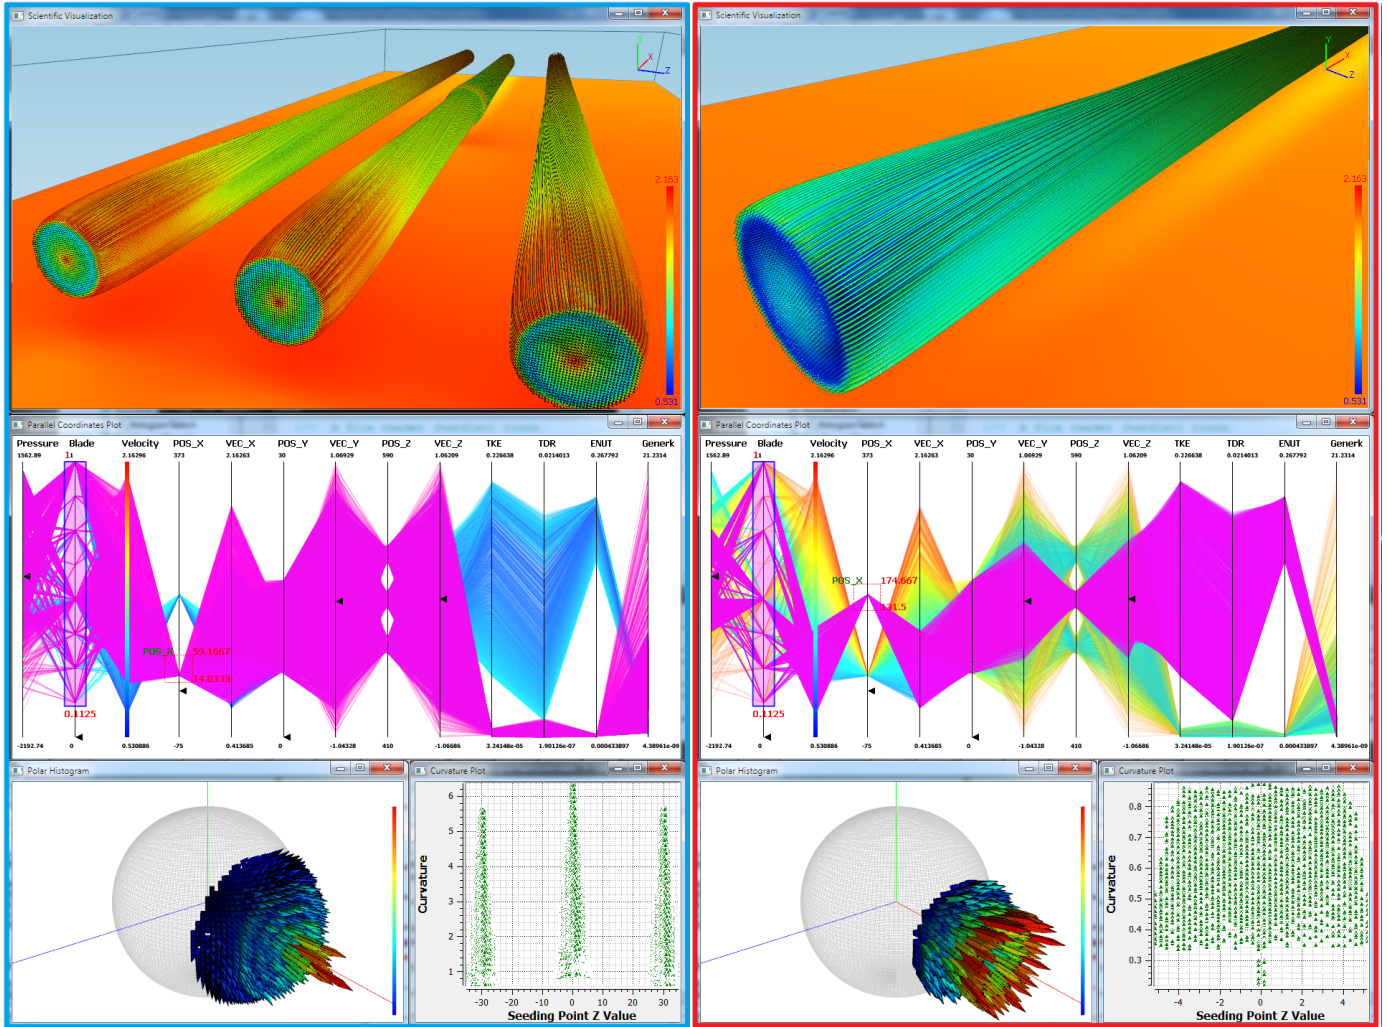 Scientific Visualization
Y
X
Z
2.163
0.531
Scientific Visualization
Y
X
Z
2.163
0.531
Parallel Coordinates Plot
Pressure Blade Velocity POS_X VEC_X POS_Y VEC_Y POS_Z VEC_Z TKE TDR ENUT Generk
1562.89 11 2.16296 373 2.16263 30 1.06929 590 1.06209 0.226638 0.0214013 0.267792 21.2314
POS_X 59.1667
14.8333
0.1125
-2192.74 0 0.530886 -75 0.413685 0 -1.04328 410 -1.06686 3.24148e-05 1.90126e-07 0.000433897 4.38961e-09
Parallel Coordinates Plot
Pressure Blade Velocity POS_X VEC_X POS_Y VEC_Y POS_Z VEC_Z TKE TDR ENUT Generk
1562.89 11 2.16296 373 2.16263 30 1.06929 590 1.06209 0.226638 0.0214013 0.267792 21.2314
POS_X 174.667
131.5
0.1125
-2192.74 0 0.530886 -75 0.413685 0 -1.04328 410 -1.06686 3.24148e-05 1.90126e-07 0.000433897 4.38961e-09
Polar Histogram
Curvature Plot
6
5
4
3
2
1
Curvature
-30 -20 -10 0 10 20 30
Seeding Point Z Value
Polar Histogram
Curvature Plot
0.8
0.7
0.6
0.5
0.4
0.3
Curvature
-4 -2 0 2 4
Seeding Point Z Value